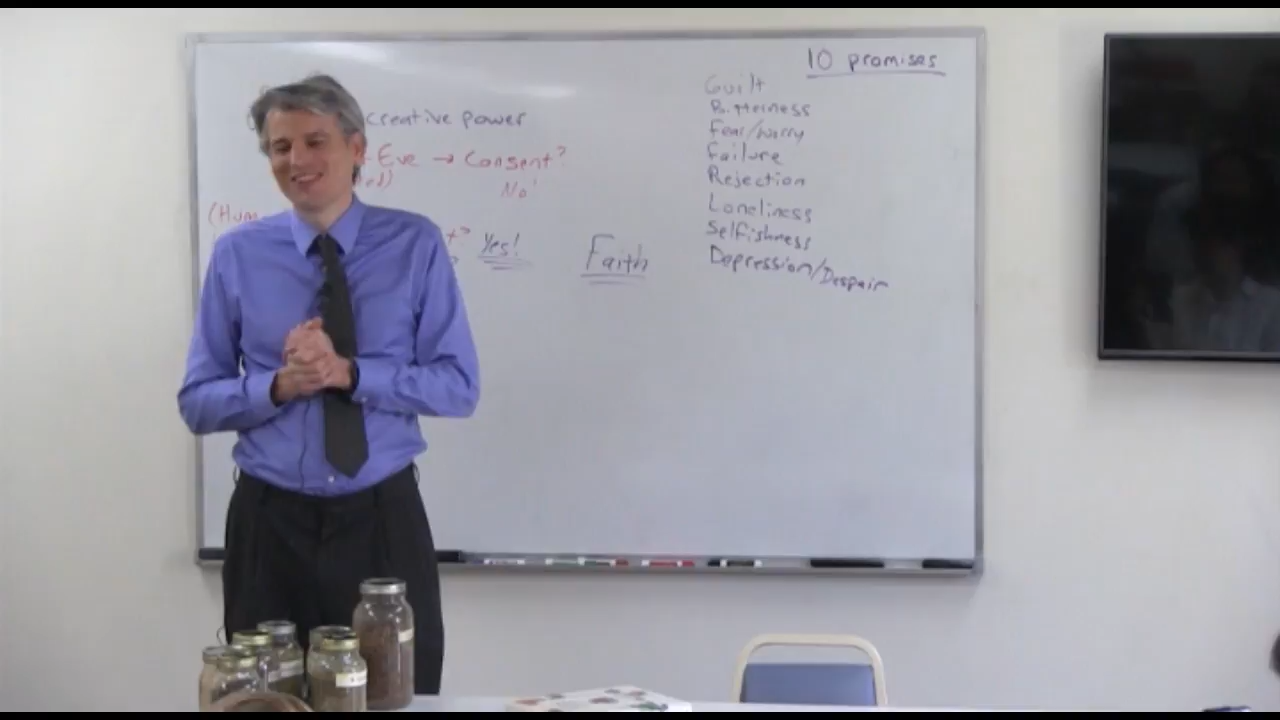 10 promises
creative power
Eve → Consent?
No!
(Hum
Yes!
Faith
Guilt
Bitterness
Fear/Worry
Failure
Rejection
Loneliness
Selfishness
Depression/Despair